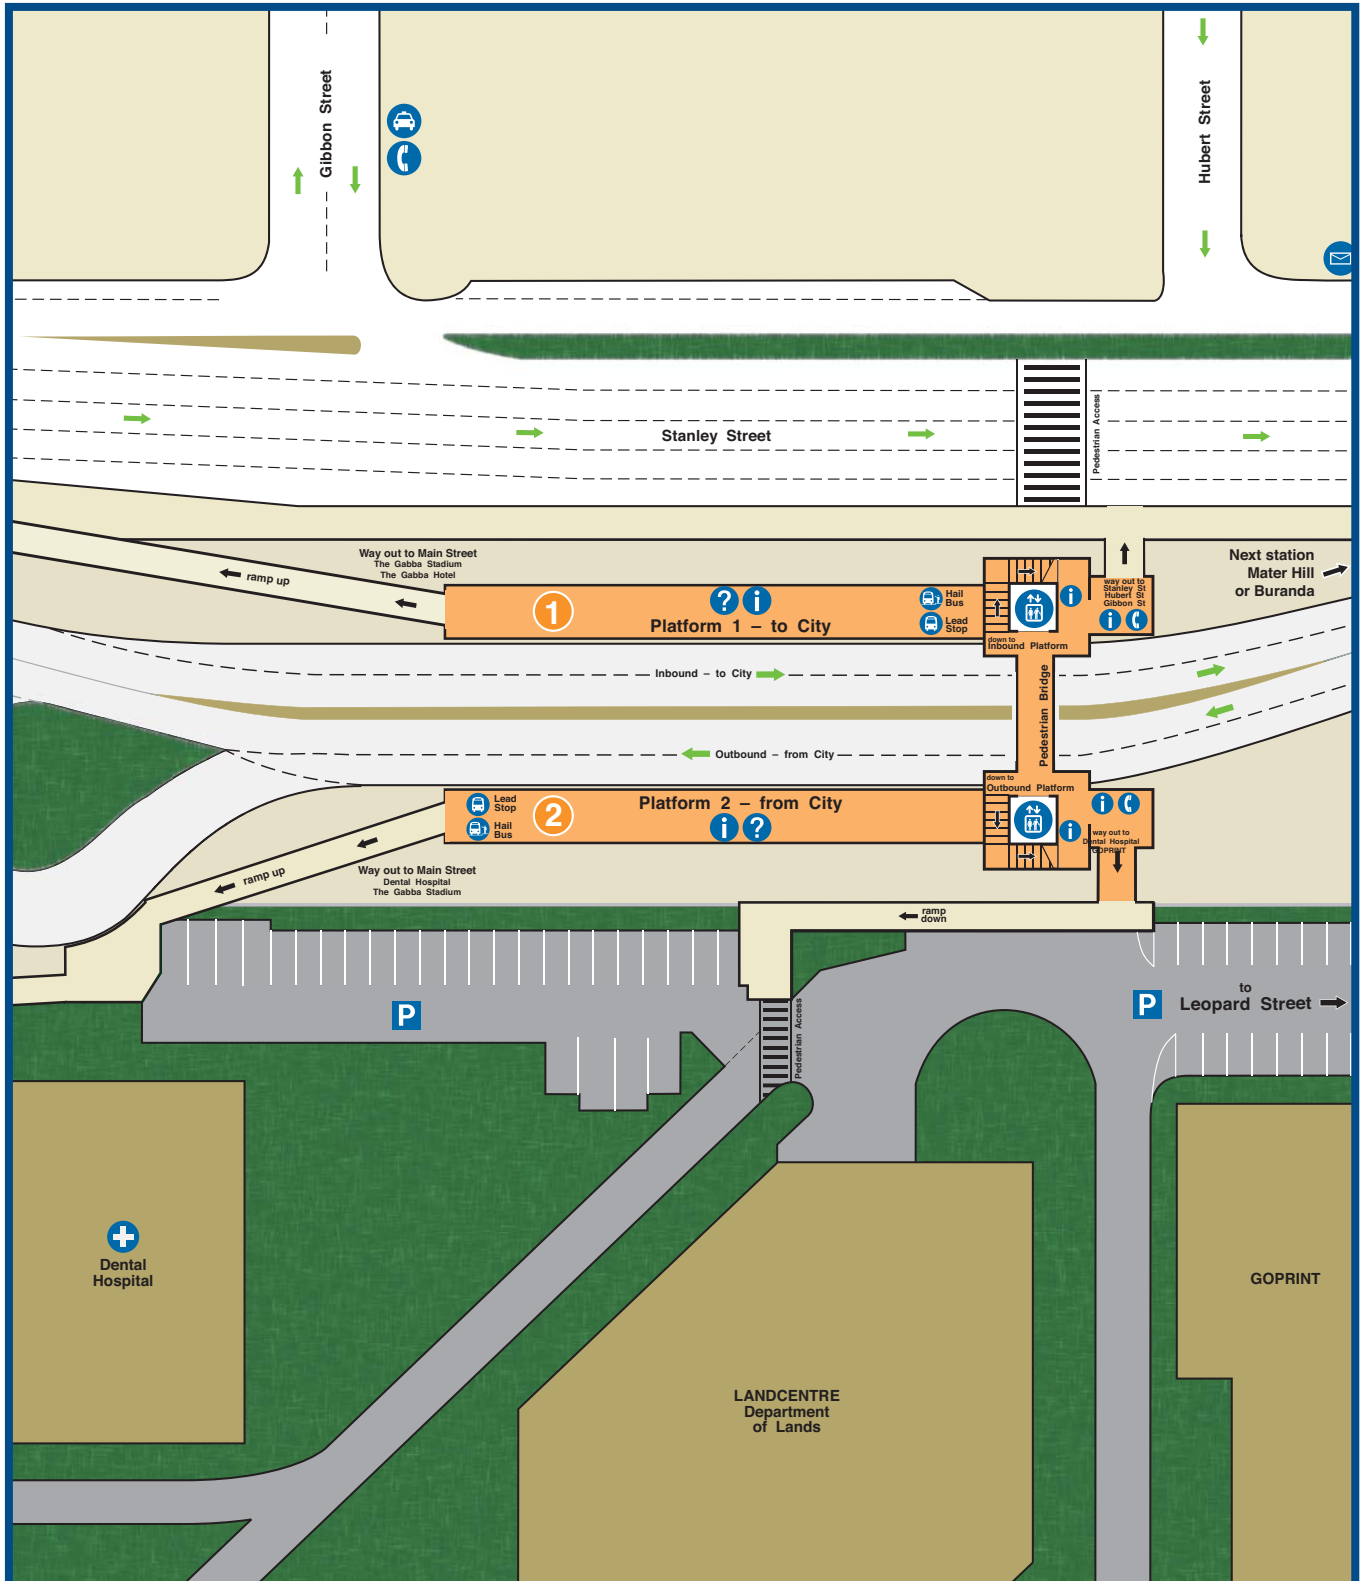 Gibbon Street
Hubert Street
Stanley Street
Pedestrian Access
Way out to Main Street
The Gabba Stadium
The Gabba Hotel
ramp up
Next station
Mater Hill
or Buranda
way out to
Stanley St
Hubert St
Gibbon St
1
? i
Platform 1 – to City
Hail
Bus
Lead
Stop
i
i
down to
Inbound Platform
Inbound – to City
Pedestrian Bridge
Outbound – from City
down to
Outbound Platform
Lead
Stop
Hail
Bus
2
Platform 2 – from City
i ?
i
i
way out to
Dental Hospital
GOPRINT
ramp up
Way out to Main Street
Dental Hospital
The Gabba Stadium
ramp
down
P
Pedestrian Access
P
to
Leopard Street
Dental
Hospital
GOPRINT
LANDCENTRE
Department
of Lands